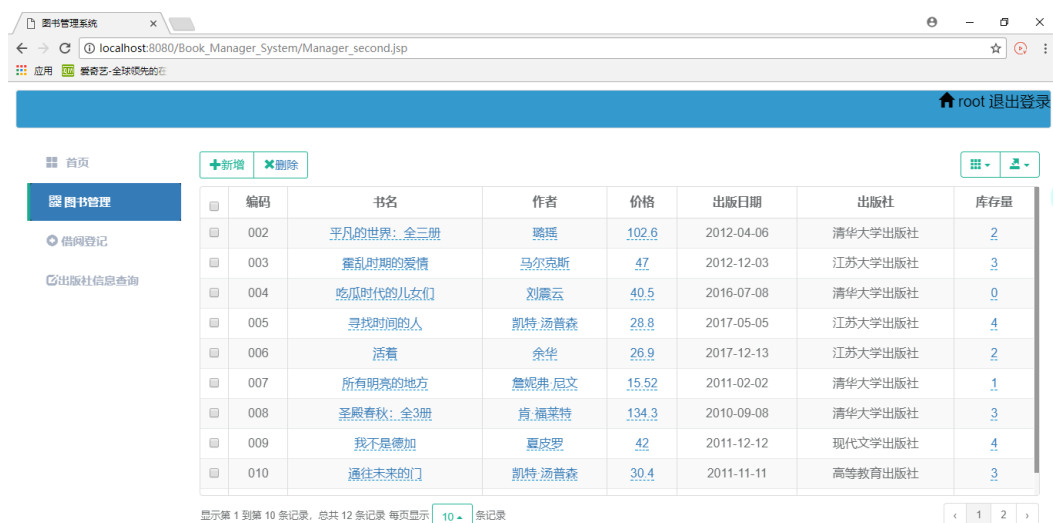 图书管理系统
localhost:8080/Book_Manager_System/Manager_second.jsp
应用 爱奇艺-全球领先的在
root 退出登录
首页
图书管理
借阅登记
出版社信息查询
新增 删除
编码 书名 作者 价格 出版日期 出版社 库存量
002 平凡的世界：全三册 璐瑶 102.6 2012-04-06 清华大学出版社 2
003 霍乱时期的爱情 马尔克斯 47 2012-12-03 江苏大学出版社 3
004 吃瓜时代的儿女们 刘震云 40.5 2016-07-08 清华大学出版社 0
005 寻找时间的人 凯特·汤普森 28.8 2017-05-05 江苏大学出版社 4
006 活着 余华 26.9 2017-12-13 江苏大学出版社 2
007 所有明亮的地方 詹妮弗·尼文 15.52 2011-02-02 清华大学出版社 1
008 圣殿春秋：全3册 肯·福莱特 134.3 2010-09-08 清华大学出版社 3
009 我不是德加 夏皮罗 42 2011-12-12 现代文学出版社 4
010 通往未来的门 凯特·汤普森 30.4 2011-11-11 高等教育出版社 3
显示第 1 到第 10 条记录，总共 12 条记录 每页显示 10 条记录
‹ 1 2 ›